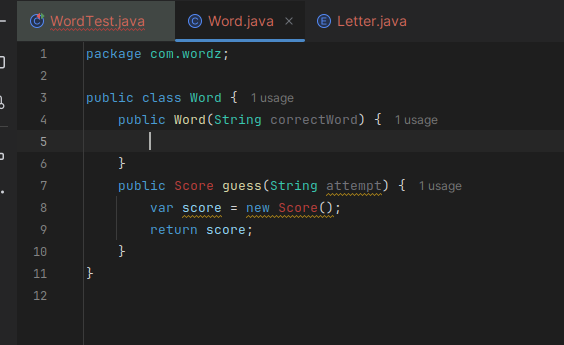 WordTest.java Word.java Letter.java
1 package com.wordz;
2
3 public class Word { 1 usage
4 public Word(String correctWord) { 1 usage
5
6 }
7 public Score guess(String attempt) { 1 usage
8 var score = new Score();
9 return score;
10 }
11 }
12